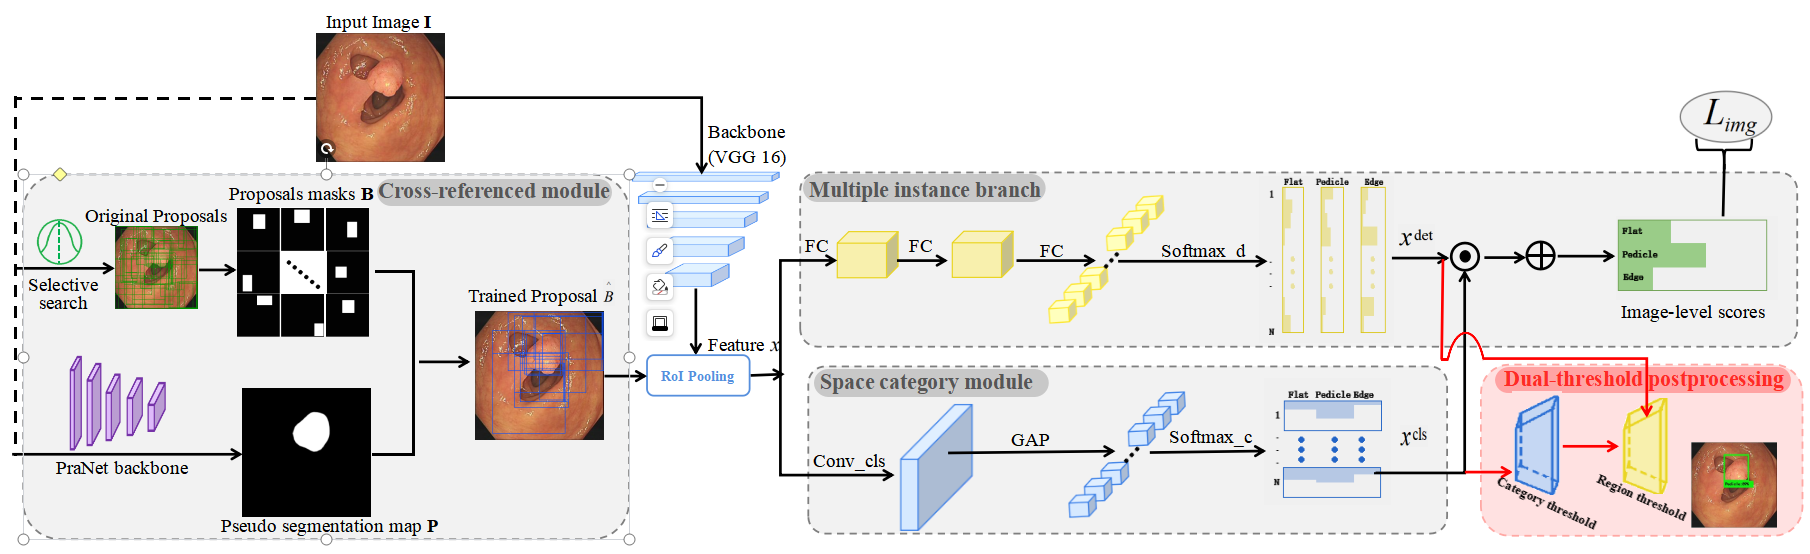 Input Image I
Backbone
(VGG 16)
Cross-referenced module
Proposals masks B
Original Proposals
Selective
search
Trained Proposal B̂
PraNet backbone
Pseudo segmentation map P
Feature x
RoI Pooling
Multiple instance branch
FC
FC
FC
Softmax_d
Flat Pedicle Edge
1
N
x^det
L_img
Flat
Pedicle
Edge
Image-level scores
Space category module
Conv_cls
GAP
Softmax_c
Flat Pedicle Edge
1
N
x^cls
Dual-threshold postprocessing
Category threshold
Region threshold